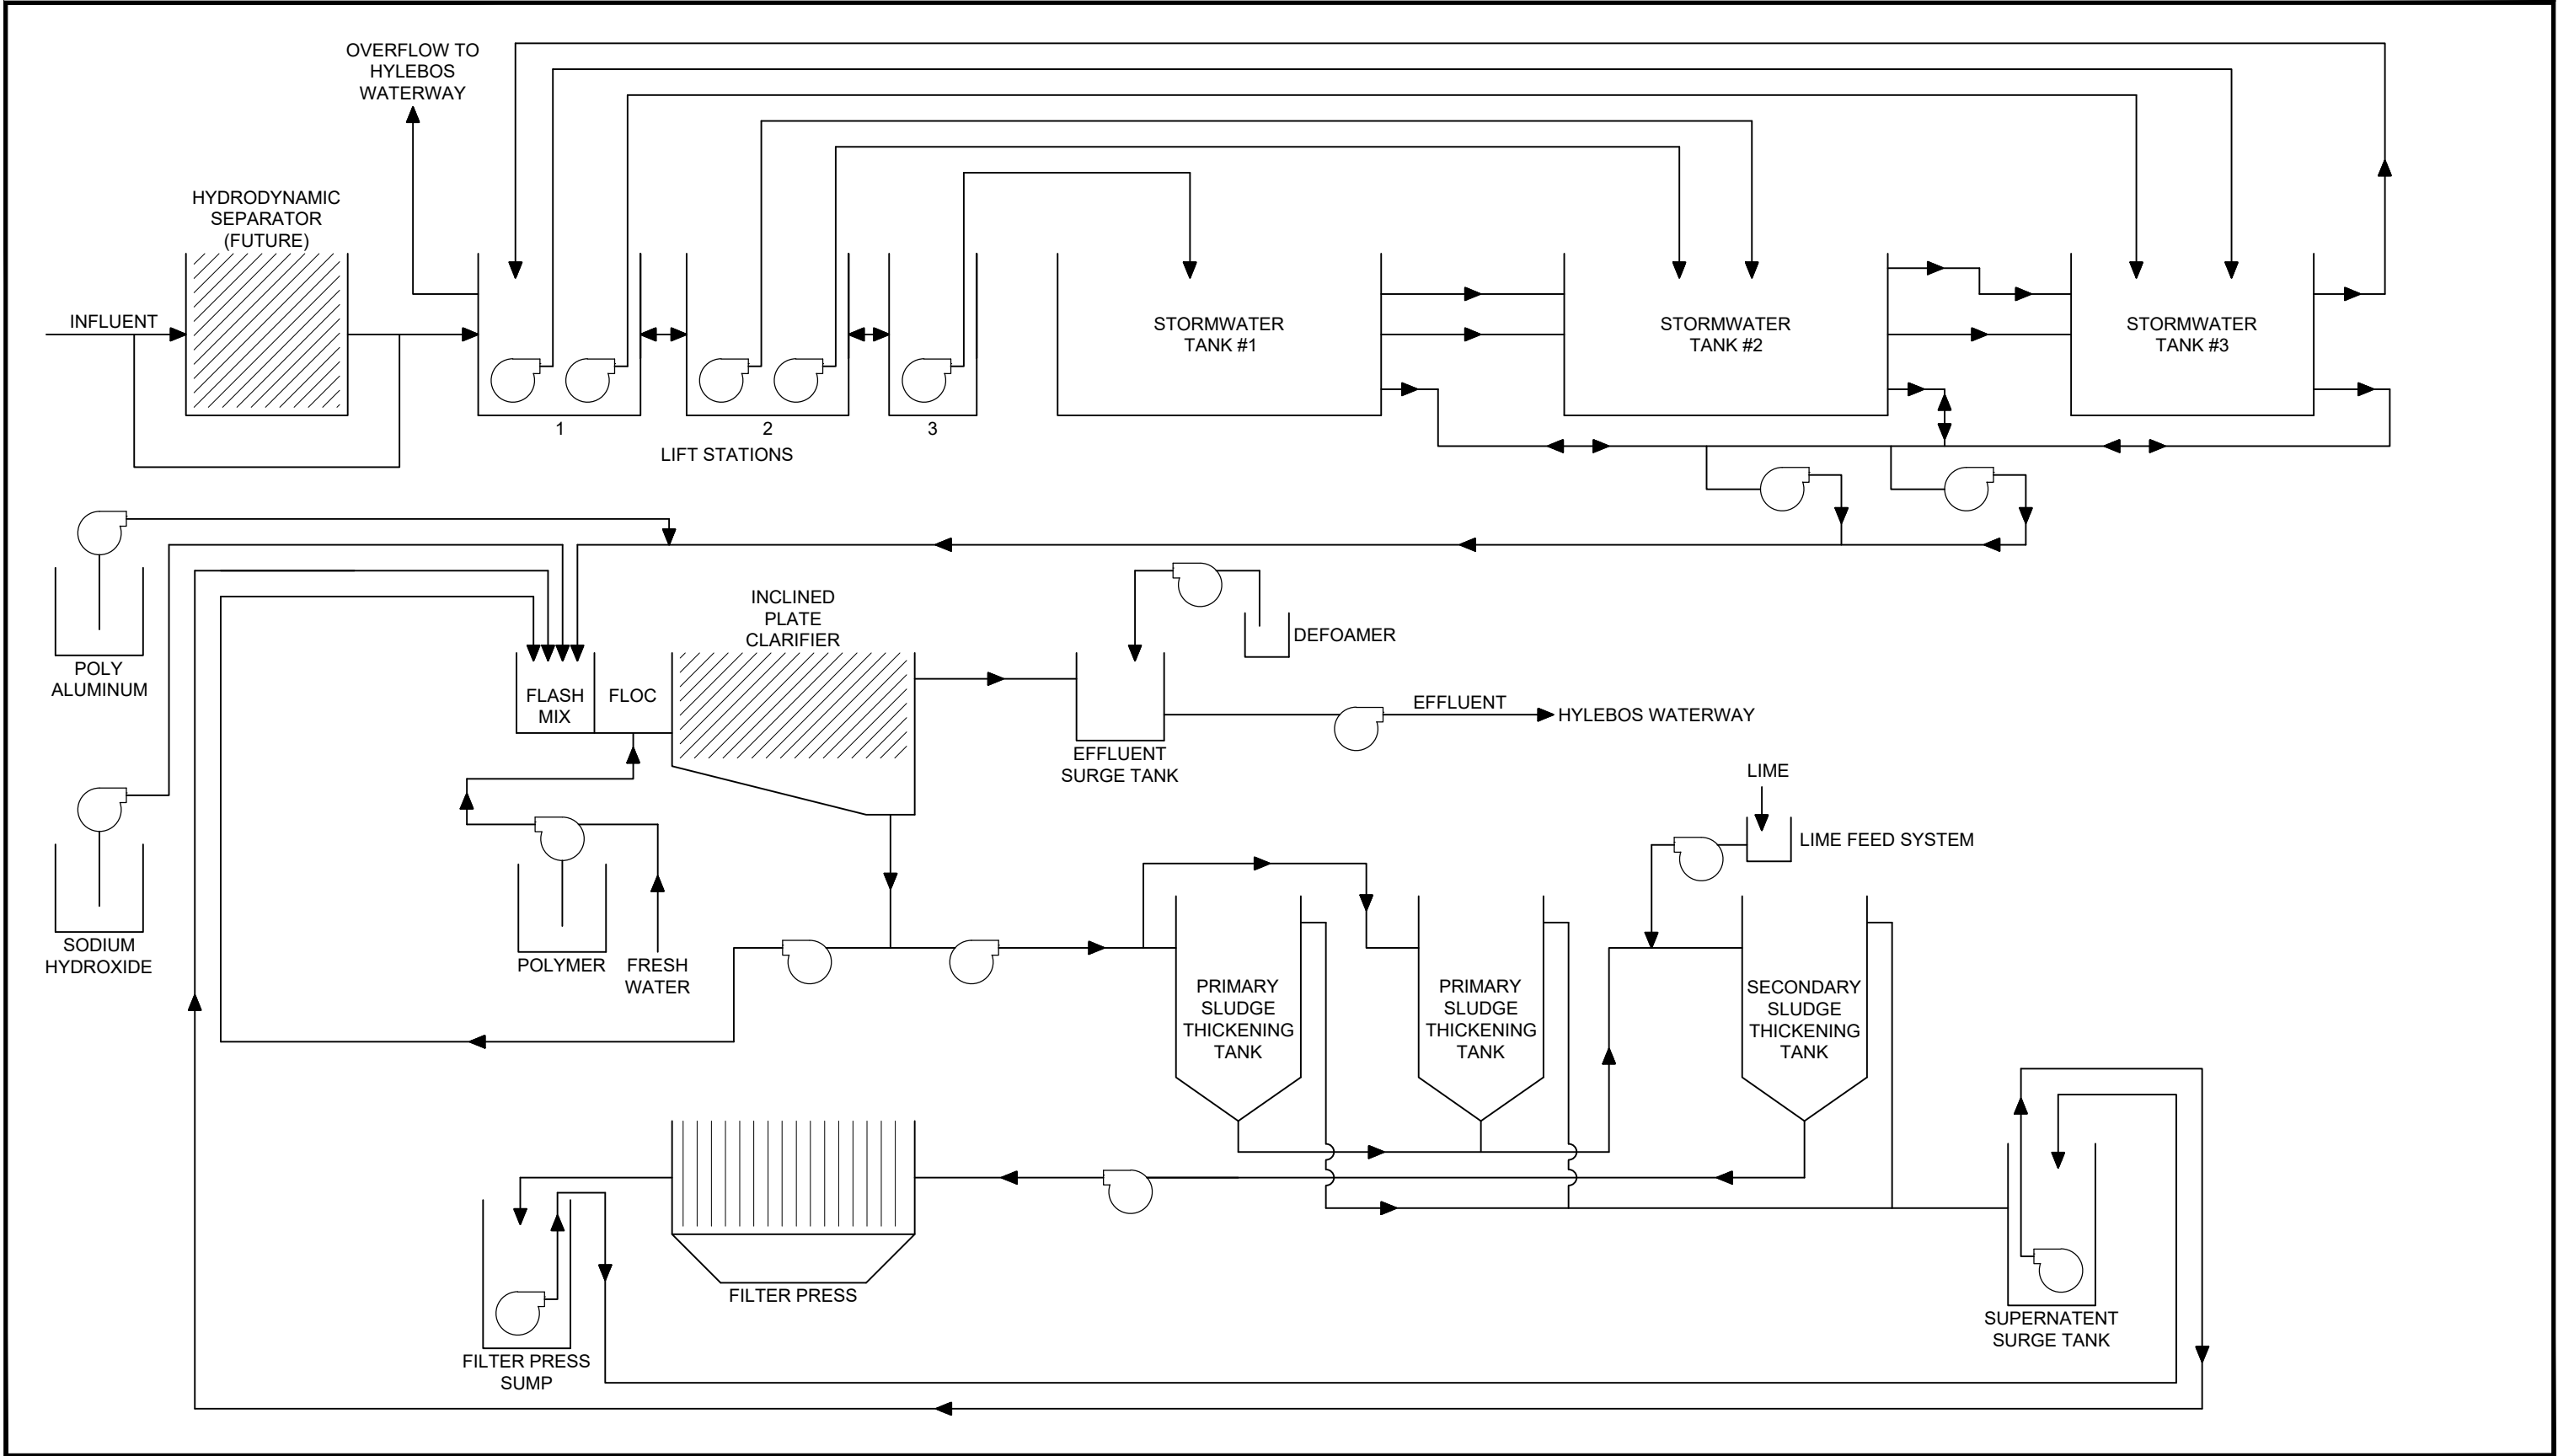 OVERFLOW TO
HYLEBOS
WATERWAY
HYDRODYNAMIC
SEPARATOR
(FUTURE)
INFLUENT
STORMWATER
TANK #1
STORMWATER
TANK #2
STORMWATER
TANK #3
1
2
3
LIFT STATIONS
POLY
ALUMINUM
INCLINED
PLATE
CLARIFIER
DEFOAMER
FLASH
MIX
FLOC
EFFLUENT
HYLEBOS WATERWAY
EFFLUENT
SURGE TANK
LIME
LIME FEED SYSTEM
SODIUM
HYDROXIDE
POLYMER
FRESH
WATER
PRIMARY
SLUDGE
THICKENING
TANK
PRIMARY
SLUDGE
THICKENING
TANK
SECONDARY
SLUDGE
THICKENING
TANK
FILTER PRESS
SUPERNATENT
SURGE TANK
FILTER PRESS
SUMP